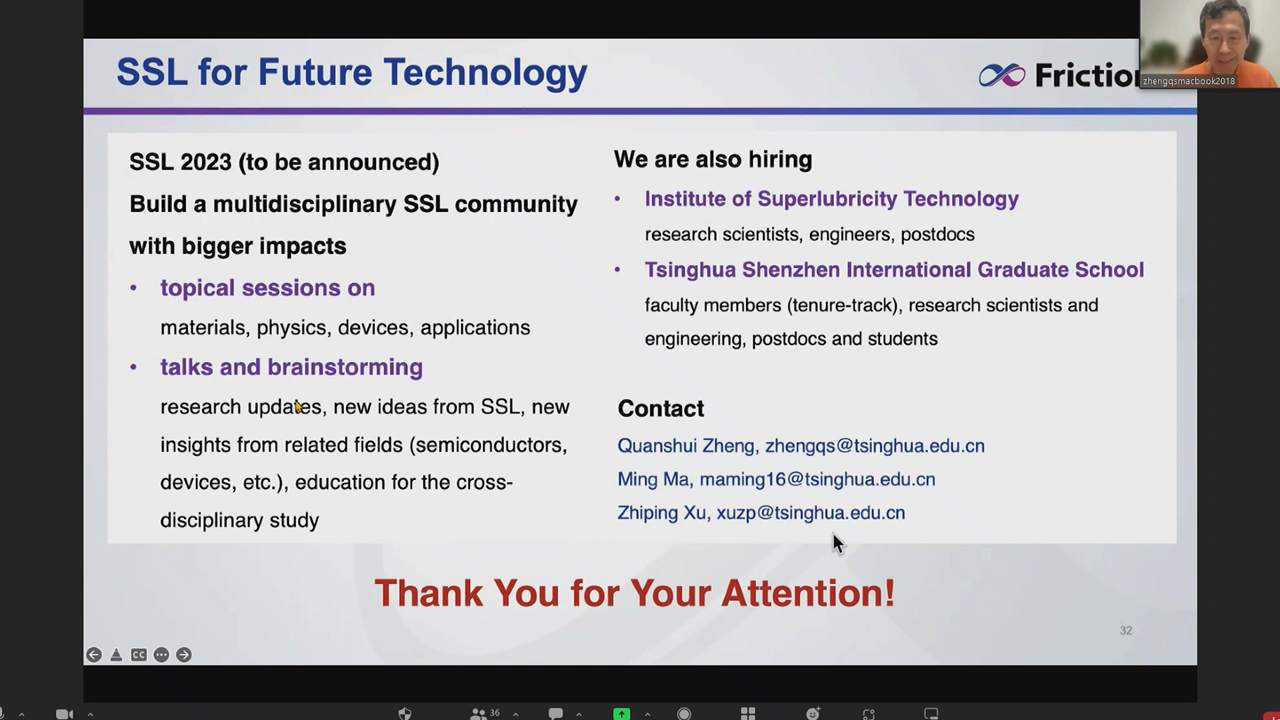 SSL for Future Technology
Friction
zhengqsmacbook2018
SSL 2023 (to be announced)
Build a multidisciplinary SSL community
with bigger impacts
• topical sessions on
materials, physics, devices, applications
• talks and brainstorming
research updates, new ideas from SSL, new
insights from related fields (semiconductors,
devices, etc.), education for the cross-
disciplinary study
We are also hiring
• Institute of Superlubricity Technology
research scientists, engineers, postdocs
• Tsinghua Shenzhen International Graduate School
faculty members (tenure-track), research scientists and
engineering, postdocs and students
Contact
Quanshui Zheng, zhengqs@tsinghua.edu.cn
Ming Ma, maming16@tsinghua.edu.cn
Zhiping Xu, xuzp@tsinghua.edu.cn
Thank You for Your Attention!
32
CC
36